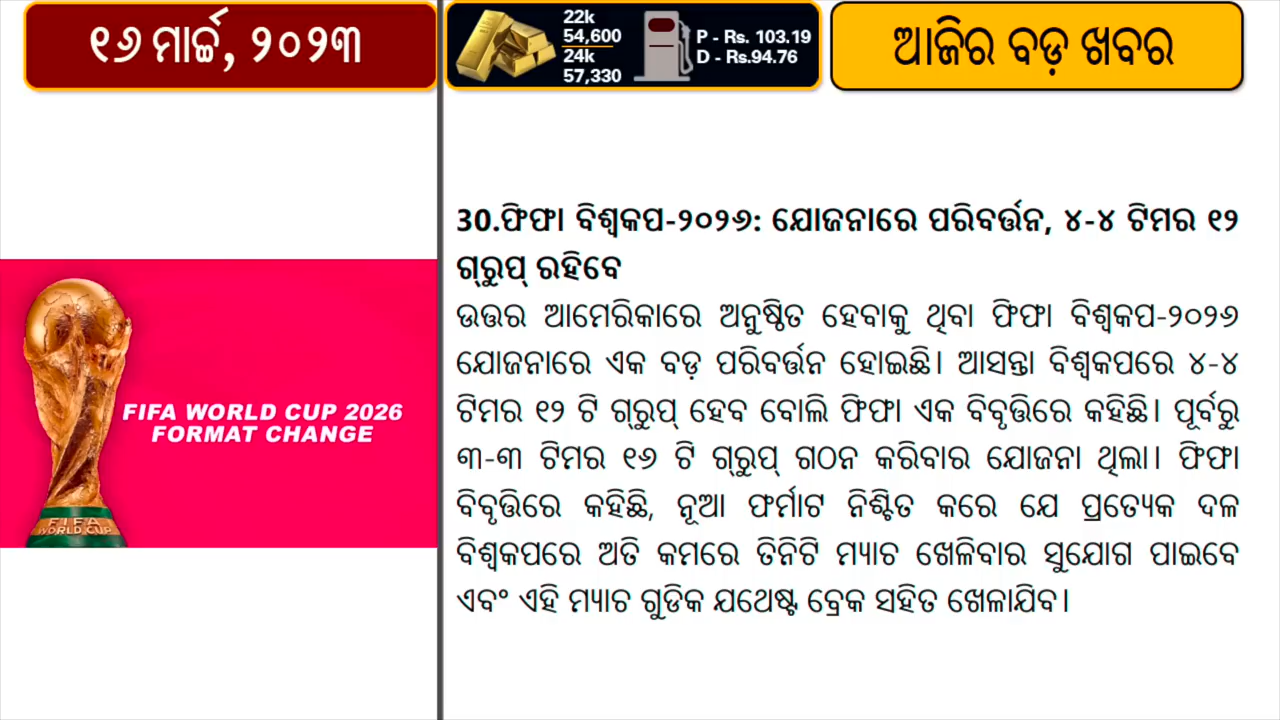 ୧୬ ମାର୍ଚ୍ଚ, ୨୦୨୩
22k
54,600
24k
57,330
P - Rs. 103.19
D - Rs.94.76
ଆଜିର ବଡ଼ ଖବର
30.ଫିଫା ବିଶ୍ୱକପ-୨୦୨୬: ଯୋଜନାରେ ପରିବର୍ତ୍ତନ, ୪-୪ ଟିମର ୧୨
ଗ୍ରୁପ୍ ରହିବେ
ଉତ୍ତର ଆମେରିକାରେ ଅନୁଷ୍ଠିତ ହେବାକୁ ଥିବା ଫିଫା ବିଶ୍ୱକପ-୨୦୨୬
ଯୋଜନାରେ ଏକ ବଡ଼ ପରିବର୍ତ୍ତନ ହୋଇଛି। ଆସନ୍ତା ବିଶ୍ୱକପରେ ୪-୪
ଟିମର ୧୨ ଟି ଗ୍ରୁପ୍ ହେବ ବୋଲି ଫିଫା ଏକ ବିବୃତ୍ତିରେ କହିଛି। ପୂର୍ବରୁ
୩-୩ ଟିମର ୧୬ ଟି ଗ୍ରୁପ୍ ଗଠନ କରିବାର ଯୋଜନା ଥିଲା। ଫିଫା
ବିବୃତ୍ତିରେ କହିଛି, ନୂଆ ଫର୍ମାଟ ନିଶ୍ଚିତ କରେ ଯେ ପ୍ରତ୍ୟେକ ଦଳ
ବିଶ୍ୱକପରେ ଅତି କମରେ ତିନିଟି ମ୍ୟାଚ ଖେଳିବାର ସୁଯୋଗ ପାଇବେ
ଏବଂ ଏହି ମ୍ୟାଚ ଗୁଡିକ ଯଥେଷ୍ଟ ବ୍ରେକ ସହିତ ଖେଳାଯିବ।
FIFA WORLD CUP 2026
FORMAT CHANGE
FIFA
WORLD CUP